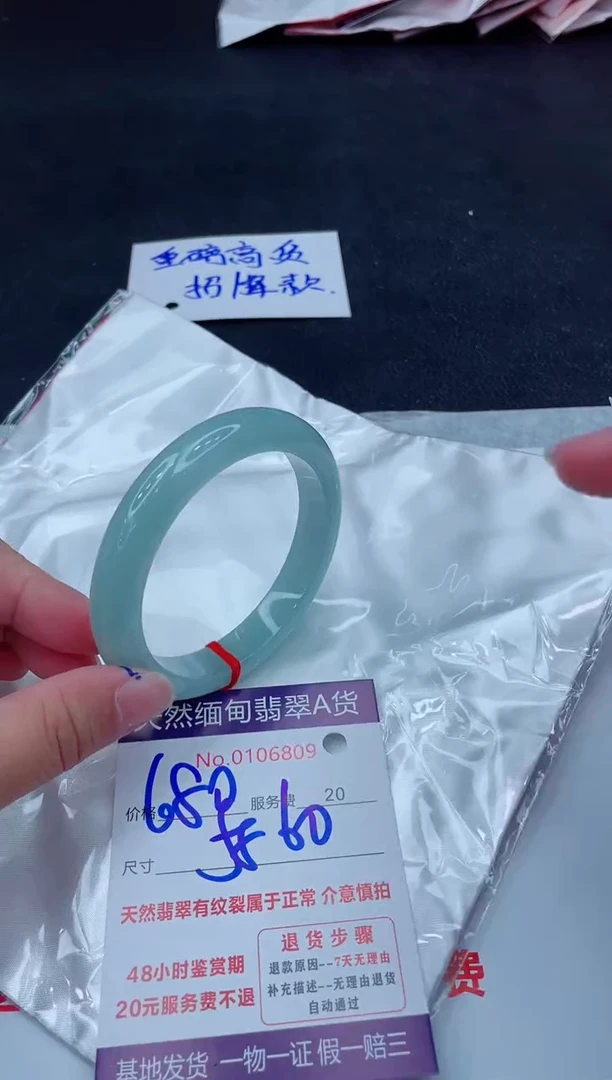 重磅高货
招牌款.
天然缅甸翡翠A货
No.0106809
价格 680 服务费 20
尺寸 60
天然翡翠有纹裂属于正常 介意慎拍
48小时鉴赏期
20元服务费不退
退货步骤
退款原因--7天无理由
补充描述--无理由退货
自动通过
费
基地发货 一物一证 假一赔三